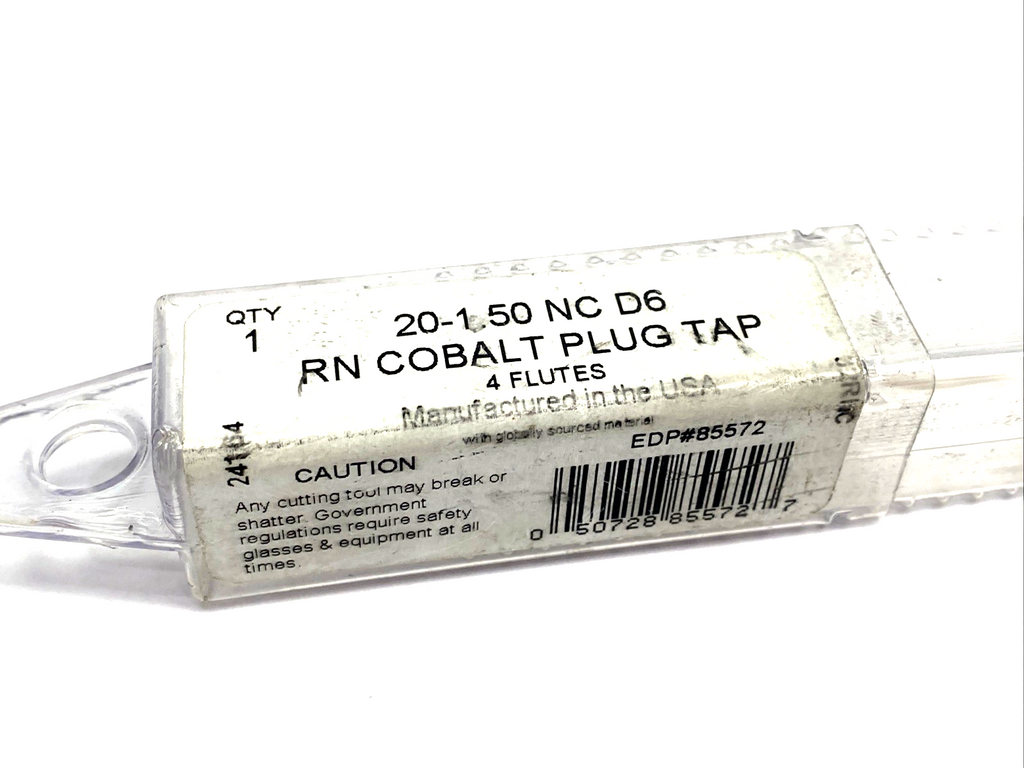 QTY
1
20-1.50 NC D6
RN COBALT PLUG TAP
4 FLUTES
Manufactured in the USA
with globally sourced material
EDP#85572
CAUTION
Any cutting tool may break or
shatter. Government
regulations require safety
glasses & equipment at all
times.
0 50728 85572 7